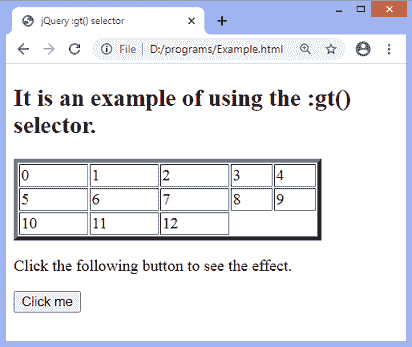 jQuery :gt() selector
File | D:/programs/Example.html
It is an example of using the :gt()
selector.
0 1 2 3 4
5 6 7 8 9
10 11 12
Click the following button to see the effect.
Click me